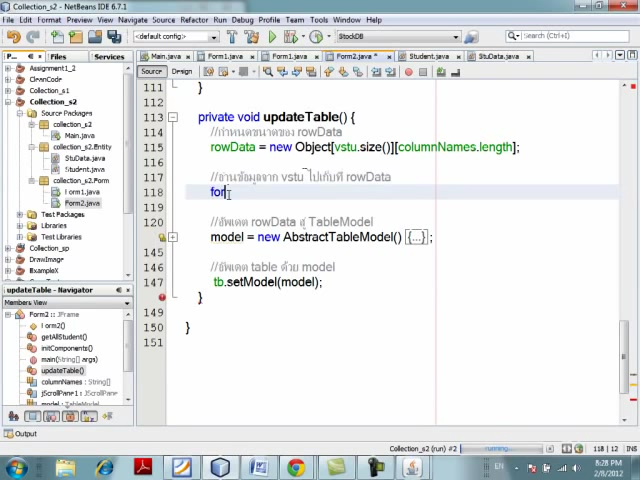 Collection_s2 - NetBeans IDE 6.7.1
File Edit View Navigate Source Refactor Run Debug Profile Team Tools Window Help
<default config>
StockDB
Search (Ctrl+I)
Main.java
Form1.java
Form1.java
Form2.java *
Student.java
StuData.java
Source Design
Assignment1_2
CleanCode
Collection_s1
Collection_s2
Source Packages
collection_s2
Main.java
collection_s2.Entity
StuData.java
Student.java
collection_s2.Form
Form1.java
Form2.java
Test Packages
Libraries
Test Libraries
Collection_sp
DrawImage
ExampleX
updateTable - Navigator
Members View
Form2 :: JFrame
Form2()
getAllStudent()
initComponents()
main(String[] args)
updateTable()
columnNames : String[]
jScrollPane1 : JScrollPane
model : TableModel
111 }
112
113 private void updateTable() {
114 //กำหนดขนาดของ rowData
115 rowData = new Object[vstu.size()][columnNames.length];
116
117 //อ่านข้อมูลจาก vstu ไปเก็บที่ rowData
118 for
119
120 //อัพเดต rowData สู่ TableModel
121 model = new AbstractTableModel() {...};
145
146 //อัพเดต table ด้วย model
147 tb.setModel(model);
}
149
150 }
151
Output
Collection_s2 (run) #2 running... 118 | 12 INS
EN 8:28 PM
2/8/2012